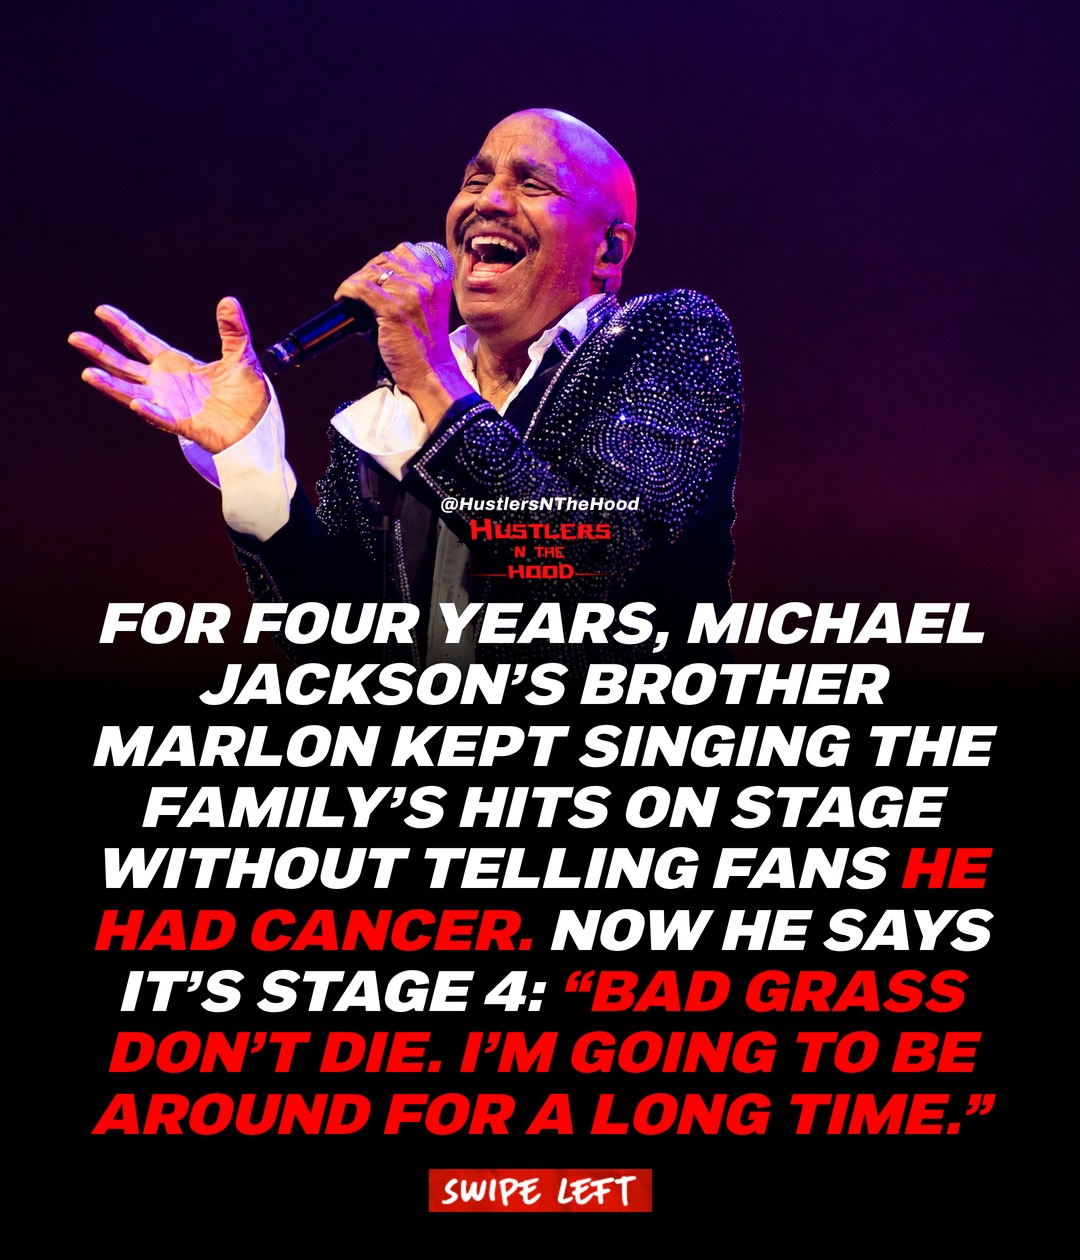 @HustlersNTheHood
HUSTLERS
N THE
HOOD
FOR FOUR YEARS, MICHAEL
JACKSON’S BROTHER
MARLON KEPT SINGING THE
FAMILY’S HITS ON STAGE
WITHOUT TELLING FANS HE
HAD CANCER. NOW HE SAYS
IT’S STAGE 4: “BAD GRASS
DON’T DIE. I’M GOING TO BE
AROUND FOR A LONG TIME.”
SWIPE LEFT